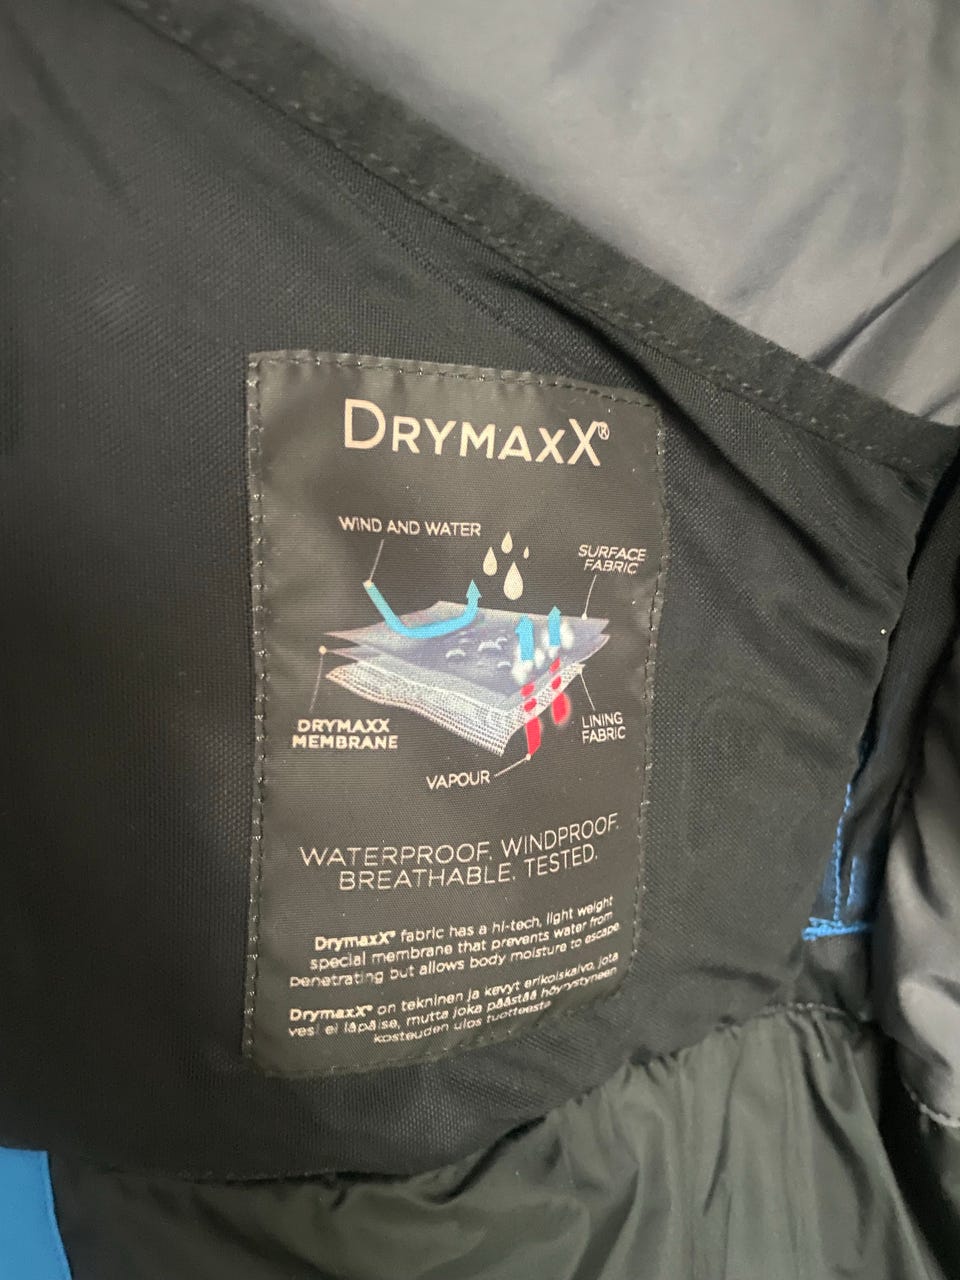 DRYMAXX®
WIND AND WATER
SURFACE
FABRIC
DRYMAXX
MEMBRANE
LINING
FABRIC
VAPOUR
WATERPROOF. WINDPROOF.
BREATHABLE. TESTED.
DrymaxX® fabric has a hi-tech, light weight
special membrane that prevents water from
penetrating but allows body moisture to escape
DrymaxX® on tekninen ja kevyt erikoiskalvo, jota
vesi ei läpäise, mutta joka päästää höyrystyneen
kosteuden ulos tuotteesta